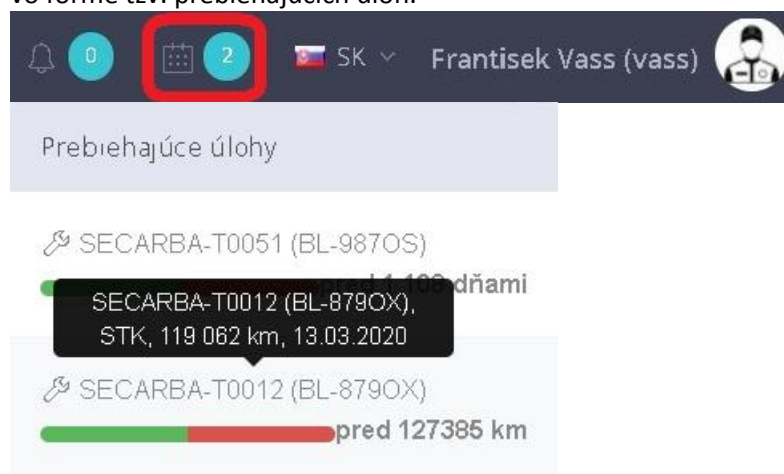 vo forme tzv. prebiehajúcich úloh.
0 2 SK Frantisek Vass (vass)
Prebiehajúce úlohy
SECARBA-T0051 (BL-987OS)
dňami
SECARBA-T0012 (BL-879OX),
STK, 119 062 km, 13.03.2020
SECARBA-T0012 (BL-879OX)
pred 127385 km